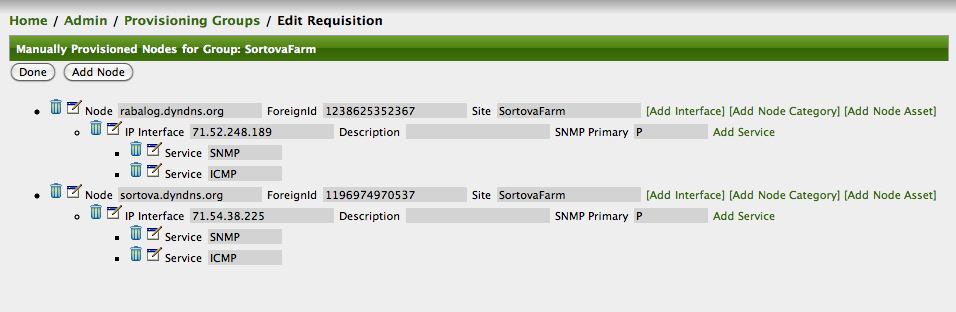 Home / Admin / Provisioning Groups / Edit Requisition
Manually Provisioned Nodes for Group: SortovaFarm
Done Add Node
Node rabalog.dyndns.org ForeignId 1238625352367 Site SortovaFarm [Add Interface] [Add Node Category] [Add Node Asset]
IP Interface 71.52.248.189 Description SNMP Primary P Add Service
Service SNMP
Service ICMP
Node sortova.dyndns.org ForeignId 1196974970537 Site SortovaFarm [Add Interface] [Add Node Category] [Add Node Asset]
IP Interface 71.54.38.225 Description SNMP Primary P Add Service
Service SNMP
Service ICMP